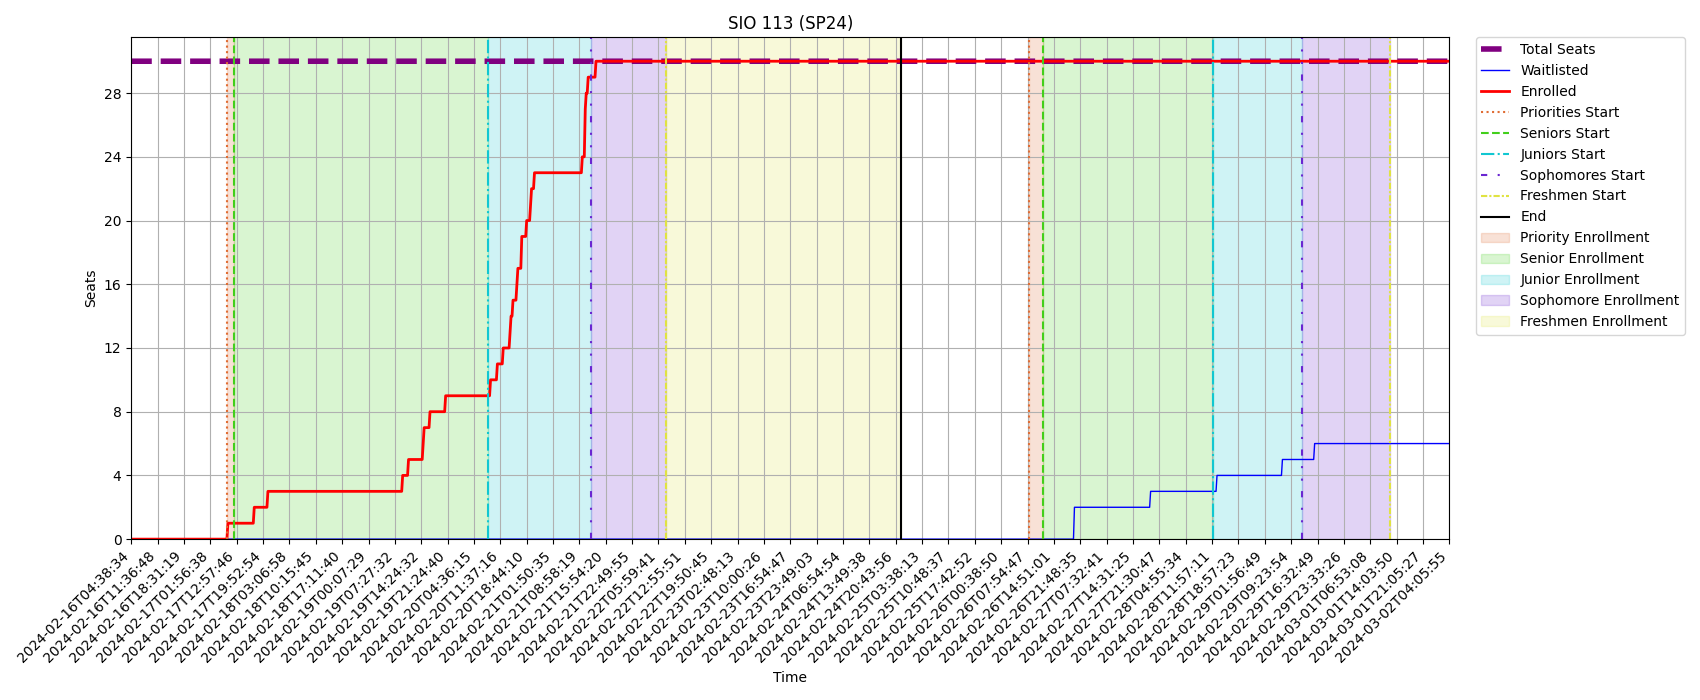 SIO 113 (SP24)
Total Seats
Waitlisted
Enrolled
Priorities Start
Seniors Start
Juniors Start
Sophomores Start
Freshmen Start
End
Priority Enrollment
Senior Enrollment
Junior Enrollment
Sophomore Enrollment
Freshmen Enrollment
Seats
28
24
20
16
12
8
4
0
2024-02-16T04:38:34
2024-02-16T11:36:48
2024-02-16T18:31:19
2024-02-17T01:56:38
2024-02-17T12:57:46
2024-02-17T19:52:54
2024-02-18T03:06:58
2024-02-18T10:15:45
2024-02-18T17:11:40
2024-02-19T00:07:29
2024-02-19T07:27:32
2024-02-19T14:24:32
2024-02-19T21:24:40
2024-02-20T04:36:15
2024-02-20T11:37:16
2024-02-20T18:44:10
2024-02-21T01:50:35
2024-02-21T08:58:19
2024-02-21T15:54:20
2024-02-21T22:49:55
2024-02-22T05:59:41
2024-02-22T12:55:51
2024-02-22T19:50:45
2024-02-23T02:48:13
2024-02-23T10:00:26
2024-02-23T16:54:47
2024-02-23T23:49:03
2024-02-24T06:54:54
2024-02-24T13:49:38
2024-02-24T20:43:56
2024-02-25T03:38:13
2024-02-25T10:48:37
2024-02-25T17:42:52
2024-02-26T00:38:50
2024-02-26T07:54:47
2024-02-26T14:51:01
2024-02-26T21:48:35
2024-02-27T07:32:41
2024-02-27T14:31:25
2024-02-27T21:30:47
2024-02-28T04:55:34
2024-02-28T11:57:11
2024-02-28T18:57:23
2024-02-29T01:56:49
2024-02-29T09:23:54
2024-02-29T16:32:49
2024-02-29T23:33:26
2024-03-01T06:53:08
2024-03-01T14:03:50
2024-03-01T21:05:27
2024-03-02T04:05:55
Time